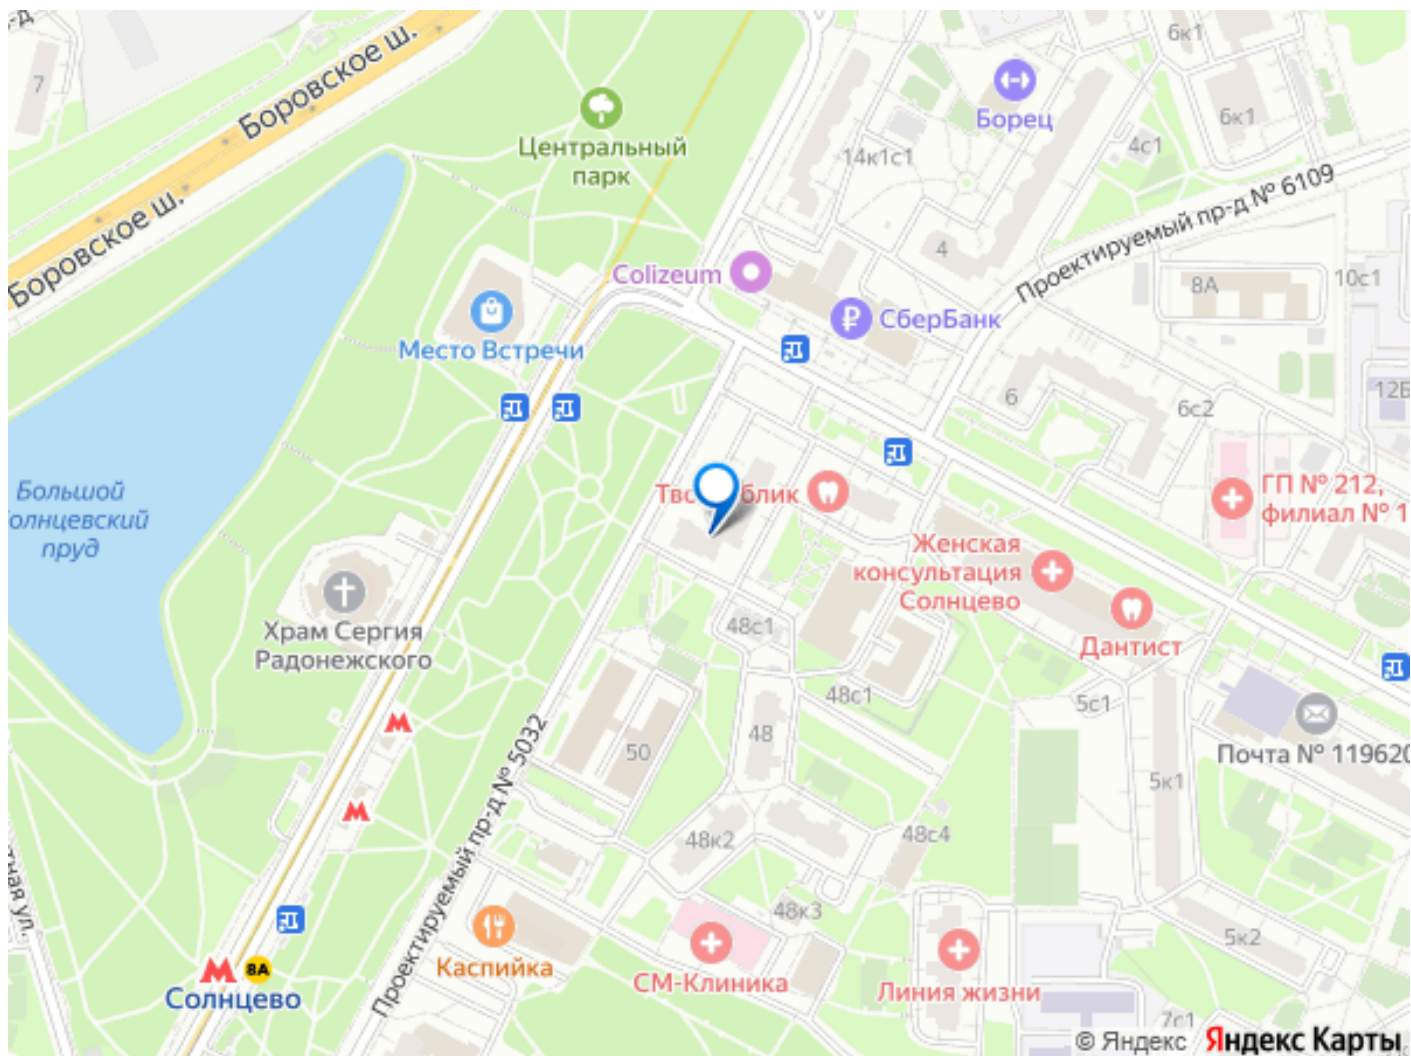 7
Боровское ш.
Боровское ш.
Центральный
парк
Борец
6к1
6к1
4с1
14к1с1
4
Проектируемый пр-д № 6109
Colizeum
СберБанк
8А
10с1
Место Встречи
6
6с2
12Б
Большой
пруд
ГП № 212,
филиал № 1
Женская
консультация
Солнцево
Дантист
Храм Сергия
Радонежского
48с1
48с1
5с1
Почта № 119620
50
48
5к1
Проектируемый пр-д № 5032
48к2
48с4
48к3
5к2
Каспийка
СМ-Клиника
Линия жизни
8А
Солнцево
7с1
© Яндекс
Яндекс Карты